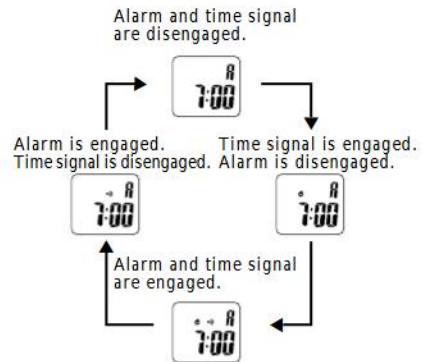 Alarm and time signal
are disengaged.
A
7:00
Alarm is engaged.
Time signal is disengaged.
A
7:00
Time signal is engaged.
Alarm is disengaged.
A
7:00
Alarm and time signal
are engaged.
A
7:00